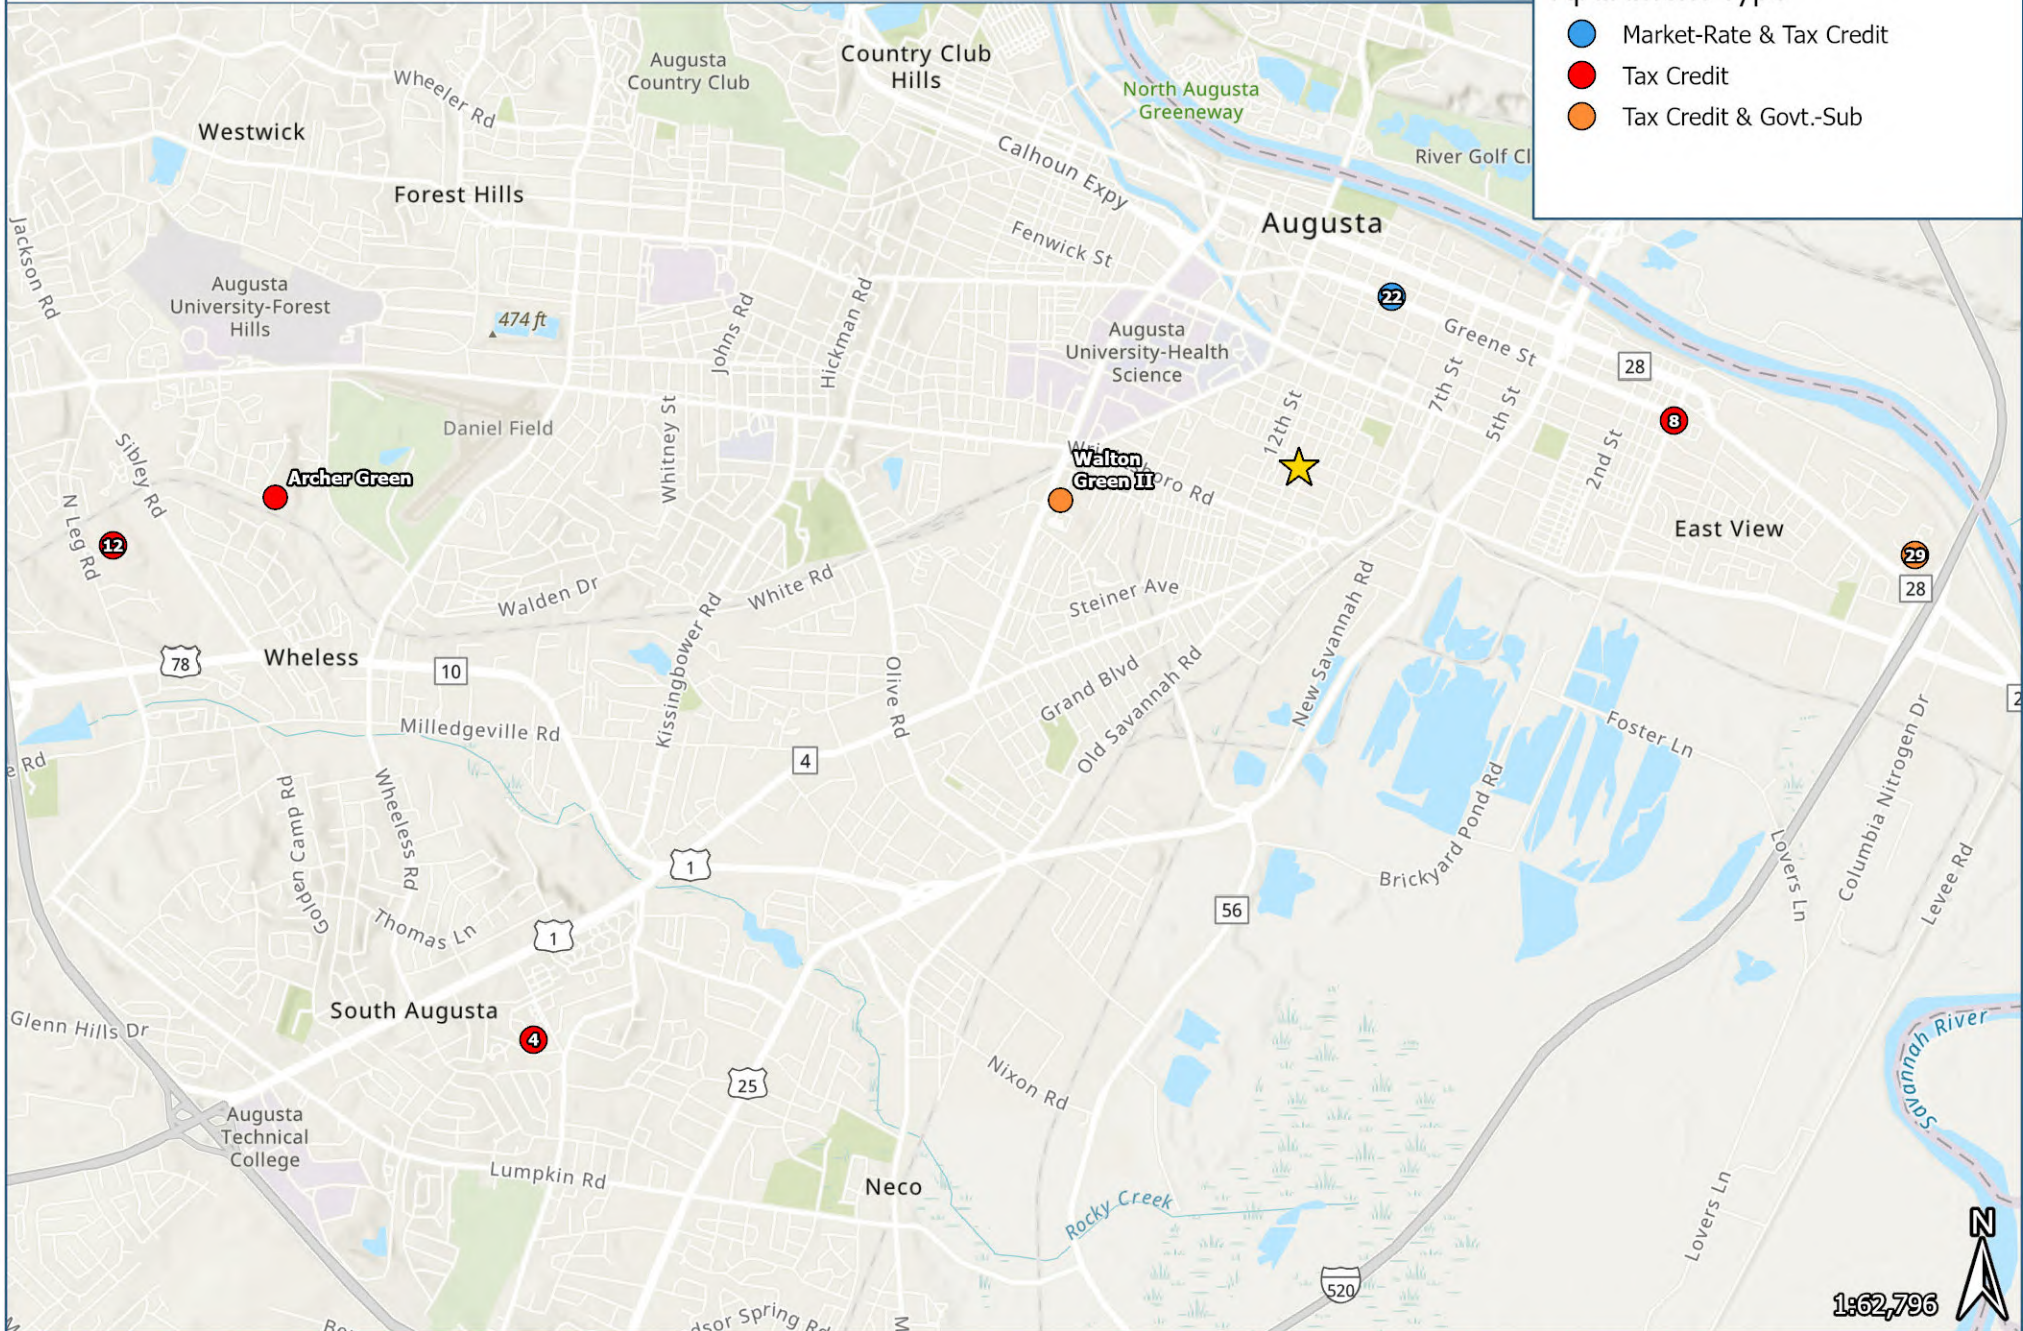 Market-Rate & Tax Credit
Tax Credit
Tax Credit & Govt.-Sub
Country Club
Hills
Augusta
Country Club
North Augusta
Greeneway
Wheeler Rd
Westwick
Calhoun Expy
River Golf Cl
Forest Hills
Jackson Rd
Augusta
Fenwick St
Augusta
University-Forest
Hills
474 ft
Johns Rd
Hickman Rd
22
Augusta
University-Health
Science
Greene St
28
7th St
5th St
12th St
2nd St
8
Daniel Field
Whitney St
Sibley Rd
Archer Green
Walton
Green II
N Leg Rd
12
East View
29
28
Walden Dr
White Rd
Steiner Ave
Kissingbower Rd
New Savannah Rd
78
Wheless
10
Olive Rd
Grand Blvd
Old Savannah Rd
Milledgeville Rd
Foster Ln
e Rd
4
Golden Camp Rd
Wheeless Rd
Brickyard Pond Rd
Columbia Nitrogen Dr
Lovers Ln
Levee Rd
1
56
Thomas Ln
1
South Augusta
Glenn Hills Dr
4
Savannah River
25
Nixon Rd
Augusta
Technical
College
Lumpkin Rd
Neco
Rocky Creek
Lovers Ln
N
520
1:62,796
dsor Spring Rd